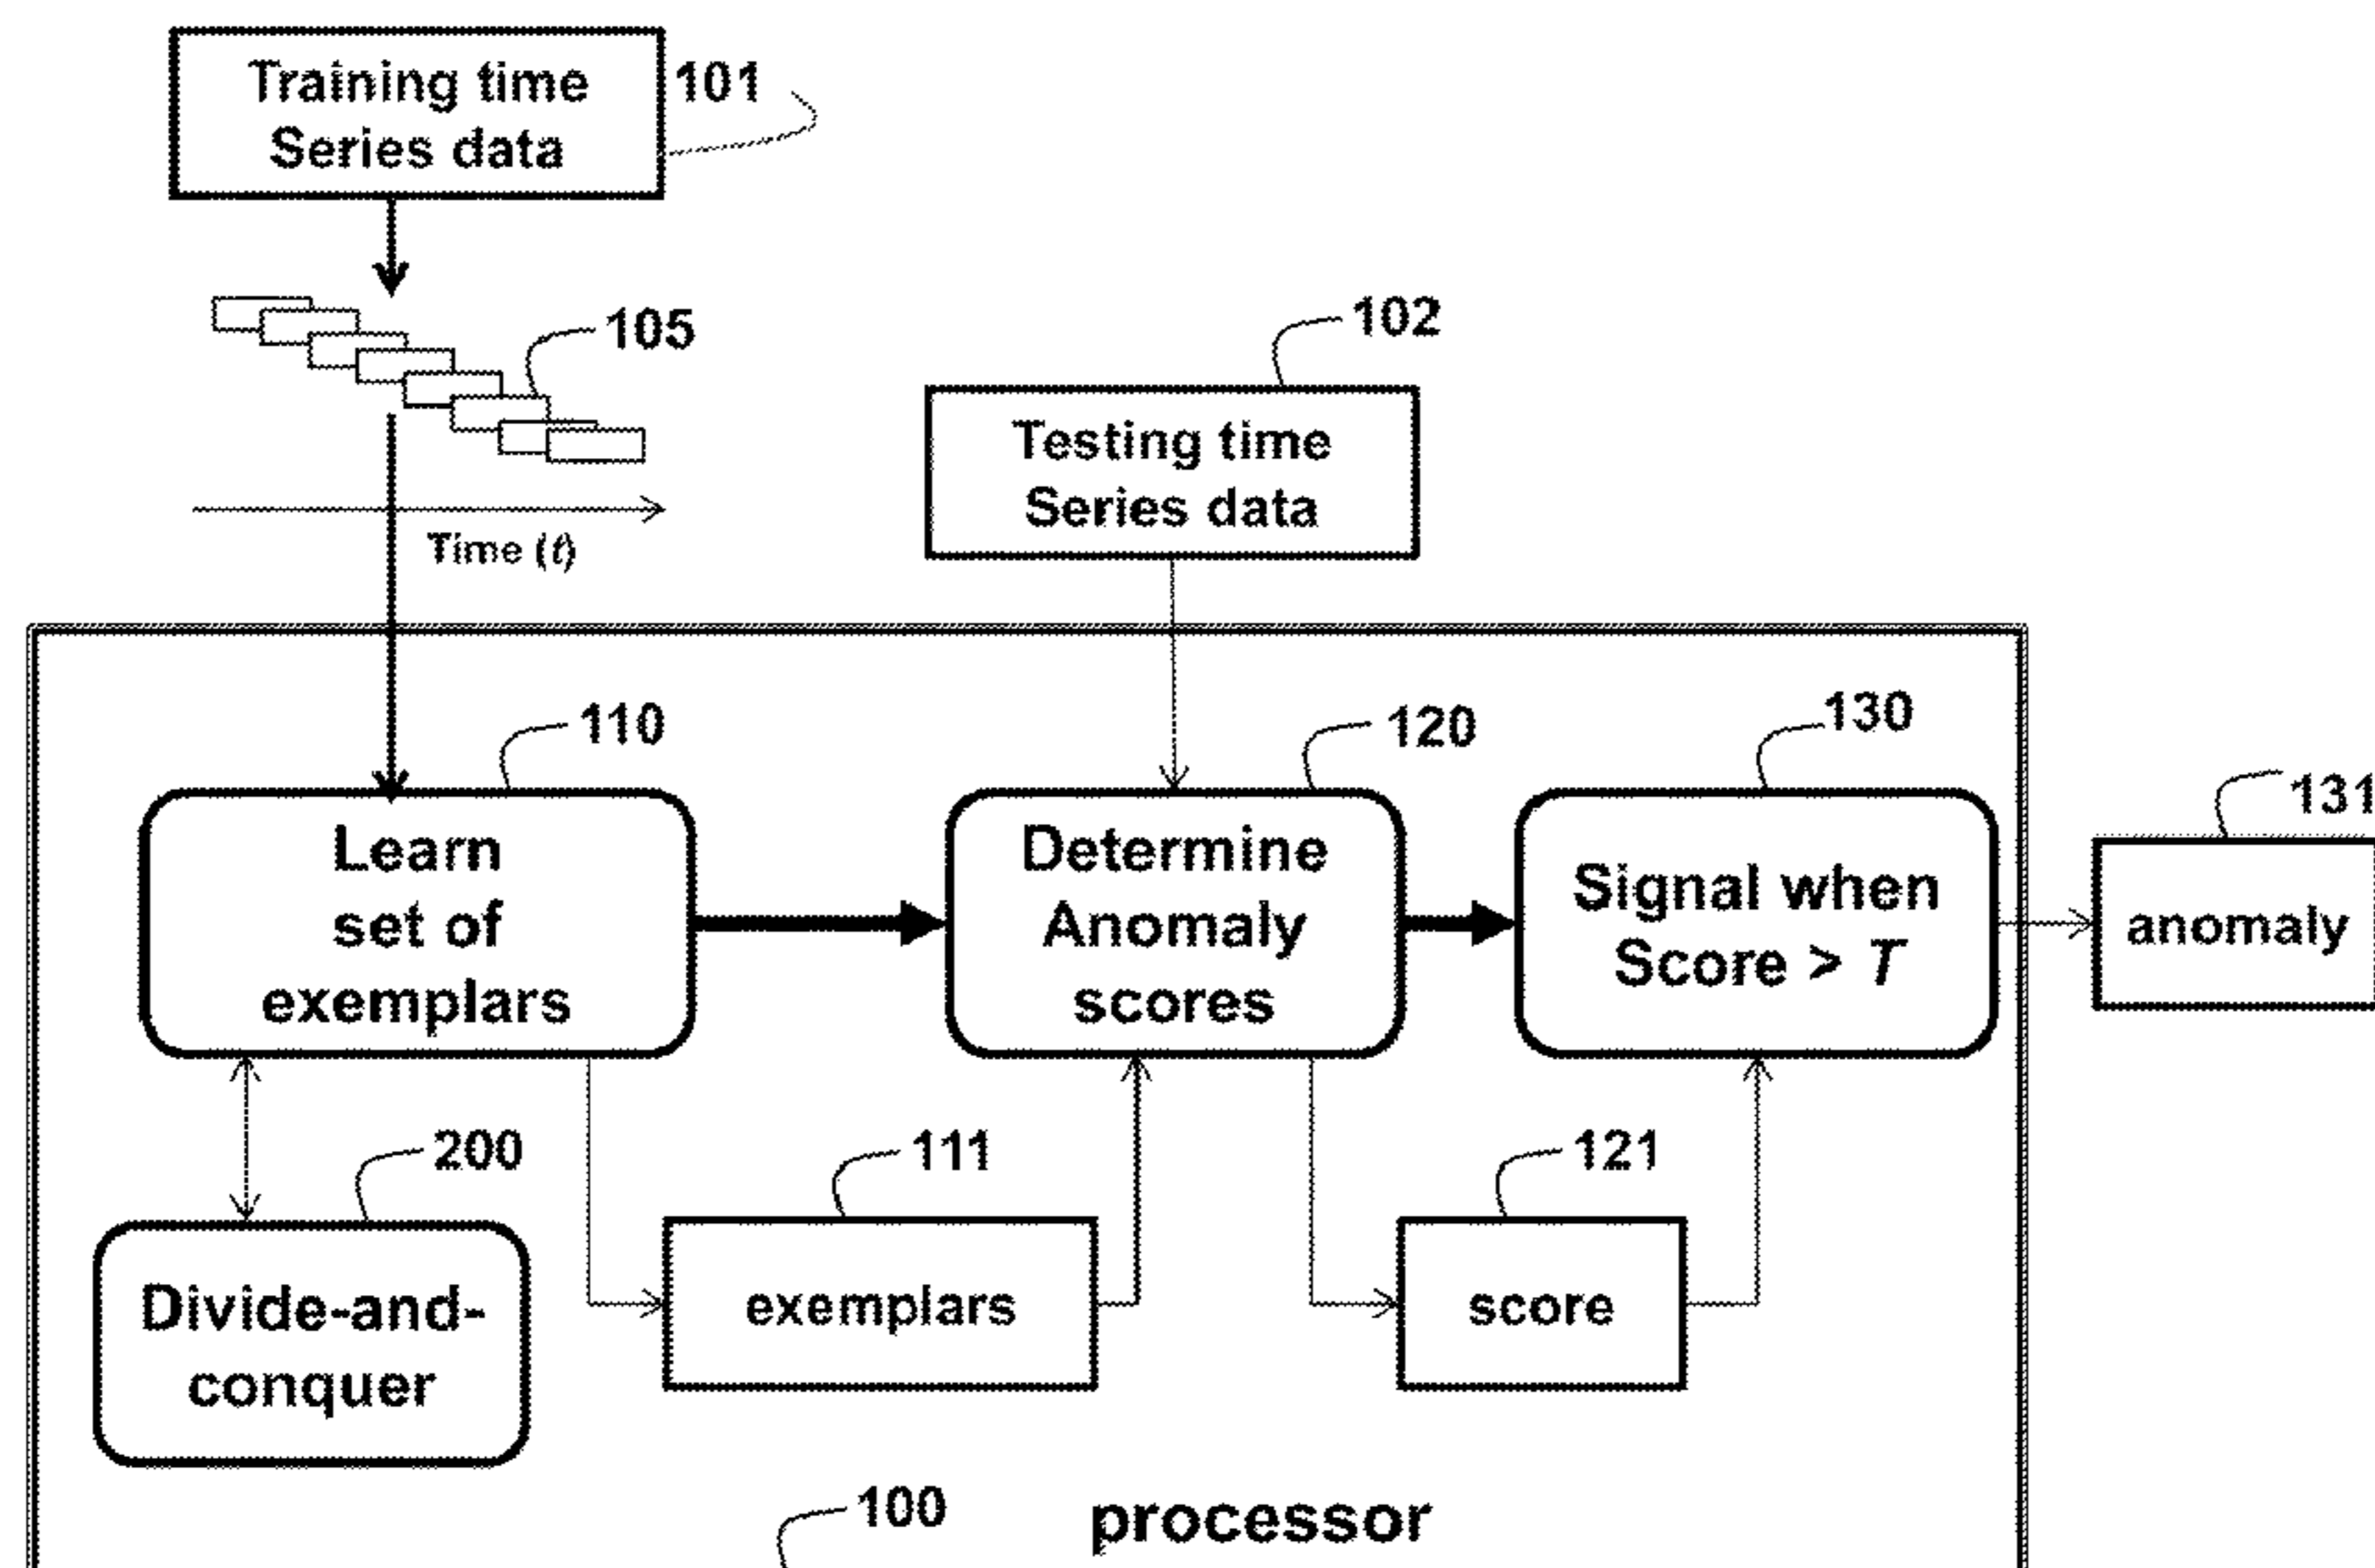 Training time
Series data
101
105
102
Testing time
Series data
Time (t)
110
120
130
131
Learn
set of
exemplars
Determine
Anomaly
scores
Signal when
Score > T
anomaly
200
111
121
Divide-and-
conquer
exemplars
score
100
processor